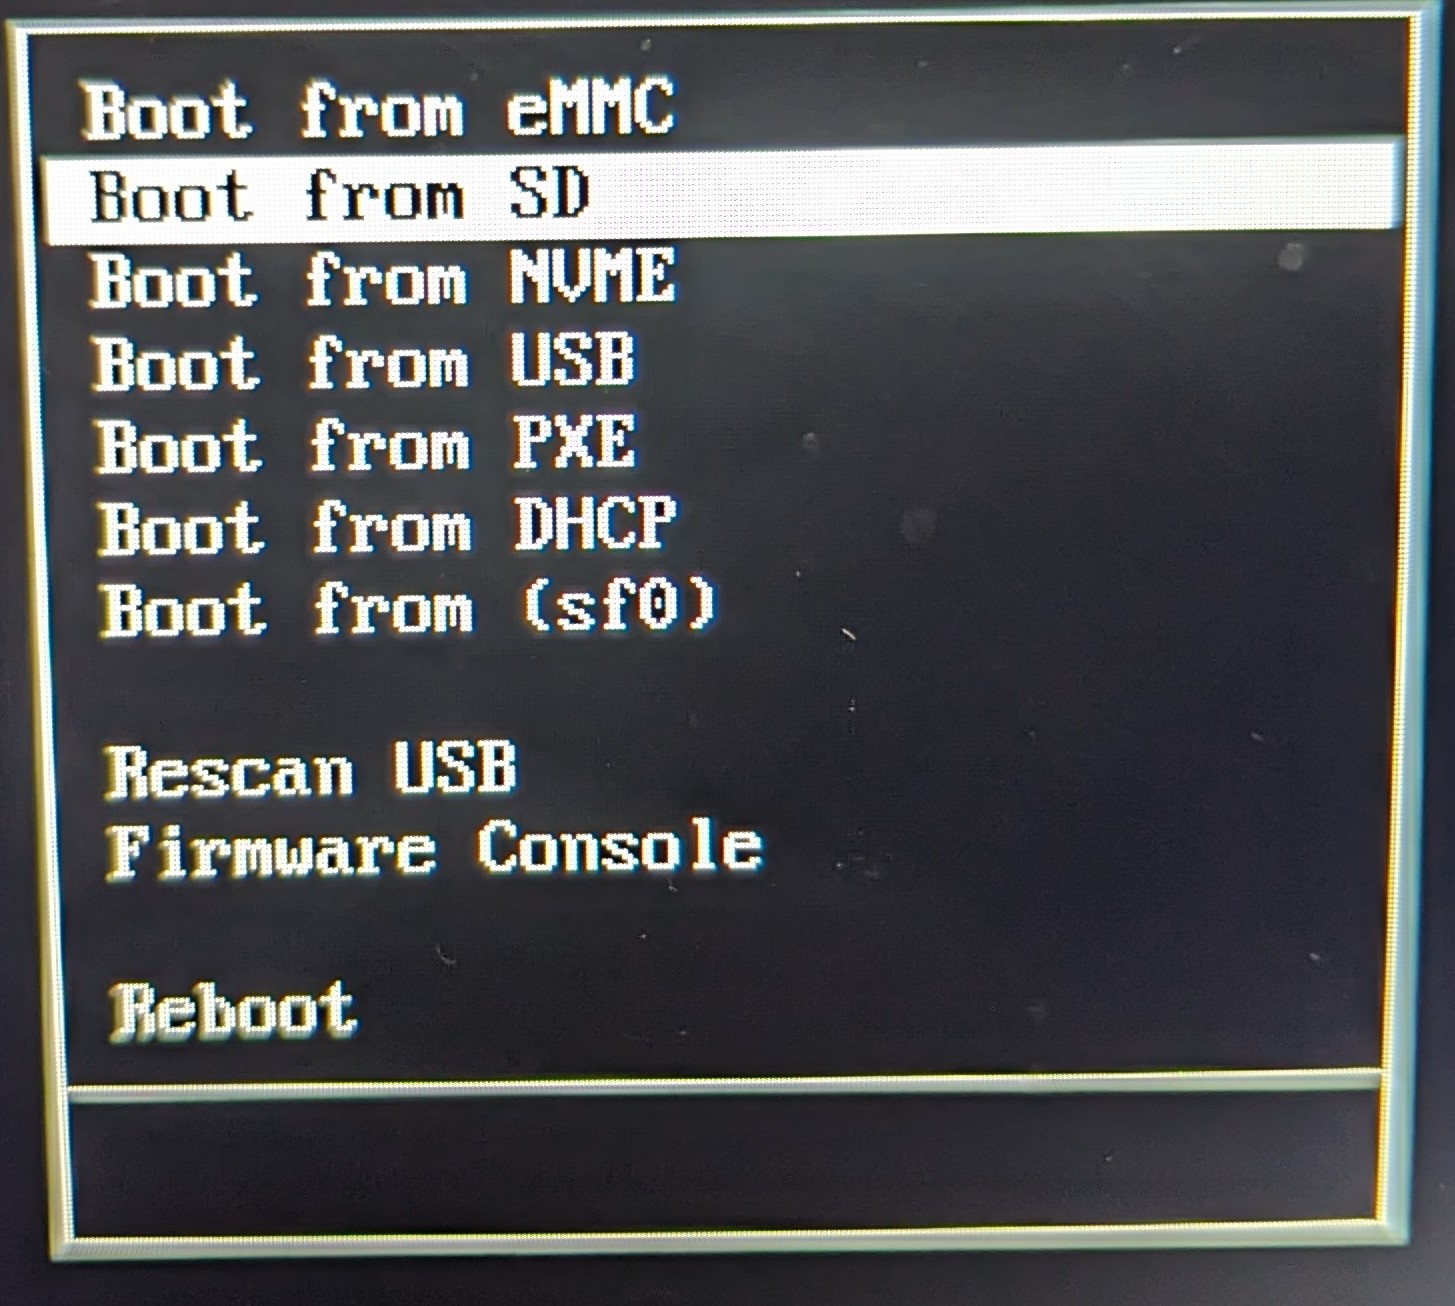 Boot from eMMC
Boot from SD
Boot from NVME
Boot from USB
Boot from PXE
Boot from DHCP
Boot from (sf0)
Rescan USB
Firmware Console
Reboot